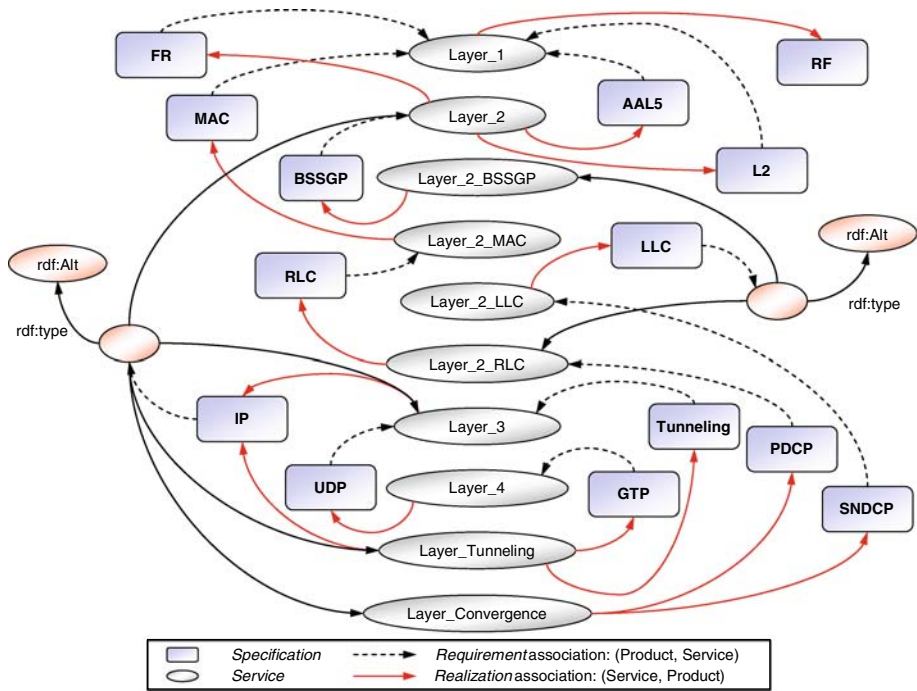 FR
Layer_1
RF
MAC
AAL5
Layer_2
BSSGP
Layer_2_BSSGP
L2
Layer_2_MAC
LLC
rdf:Alt
rdf:Alt
RLC
Layer_2_LLC
rdf:type
rdf:type
Layer_2_RLC
IP
Layer_3
Tunneling
PDCP
UDP
Layer_4
GTP
SNDCP
Layer_Tunneling
Layer_Convergence
Specification
Requirement association: (Product, Service)
Service
Realization association: (Service, Product)